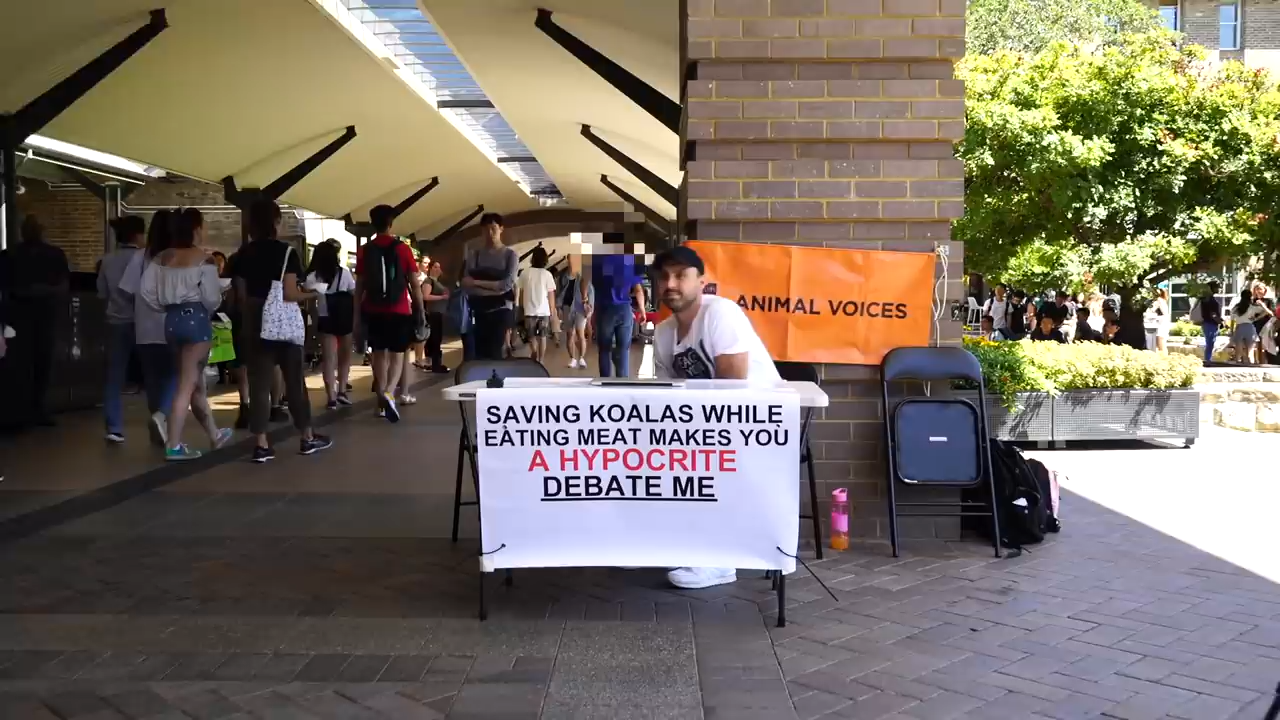 ANIMAL VOICES
SAVING KOALAS WHILE
EATING MEAT MAKES YOU
A HYPOCRITE
DEBATE ME